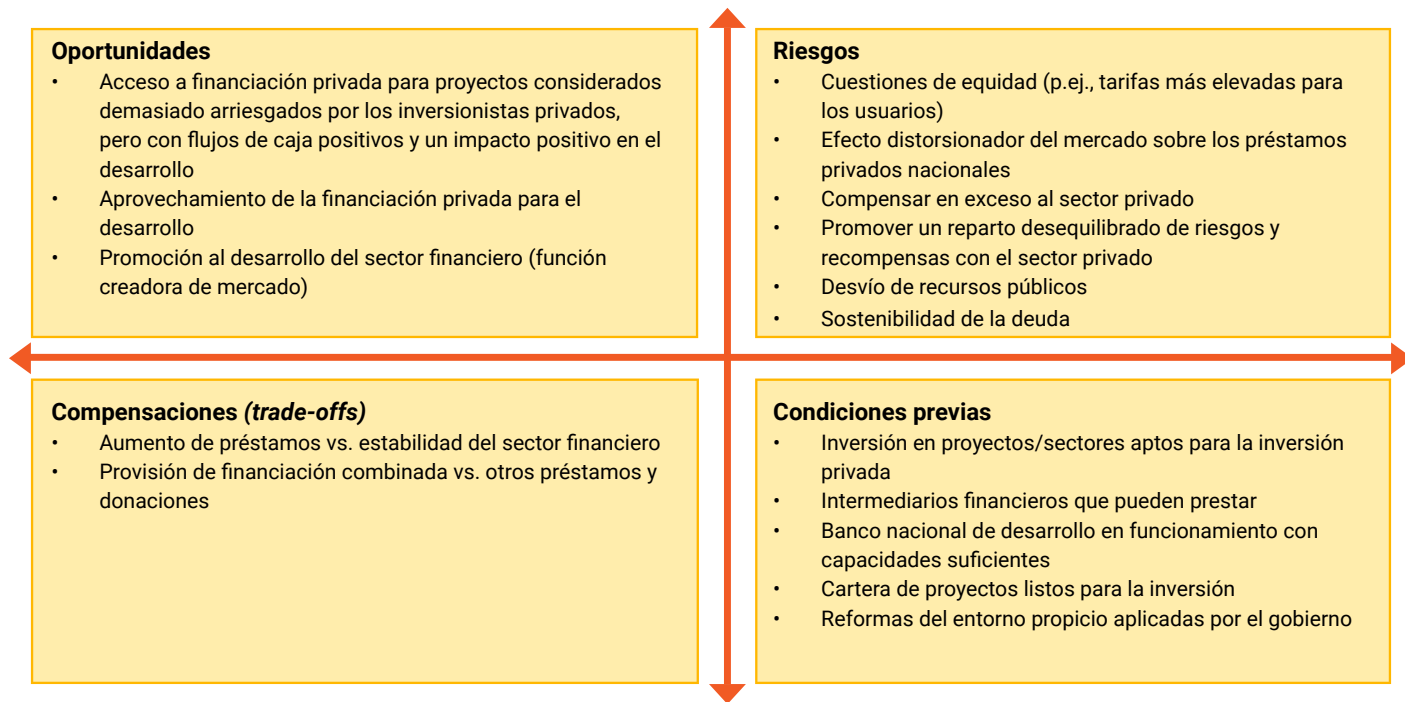 Oportunidades
• Acceso a financiación privada para proyectos considerados
demasiado arriesgados por los inversionistas privados,
pero con flujos de caja positivos y un impacto positivo en el
desarrollo
• Aprovechamiento de la financiación privada para el
desarrollo
• Promoción al desarrollo del sector financiero (función
creadora de mercado)
Riesgos
• Cuestiones de equidad (p.ej., tarifas más elevadas para
los usuarios)
• Efecto distorsionador del mercado sobre los préstamos
privados nacionales
• Compensar en exceso al sector privado
• Promover un reparto desequilibrado de riesgos y
recompensas con el sector privado
• Desvío de recursos públicos
• Sostenibilidad de la deuda
Compensaciones (trade-offs)
• Aumento de préstamos vs. estabilidad del sector financiero
• Provisión de financiación combinada vs. otros préstamos y
donaciones
Condiciones previas
• Inversión en proyectos/sectores aptos para la inversión
privada
• Intermediarios financieros que pueden prestar
• Banco nacional de desarrollo en funcionamiento con
capacidades suficientes
• Cartera de proyectos listos para la inversión
• Reformas del entorno propicio aplicadas por el gobierno